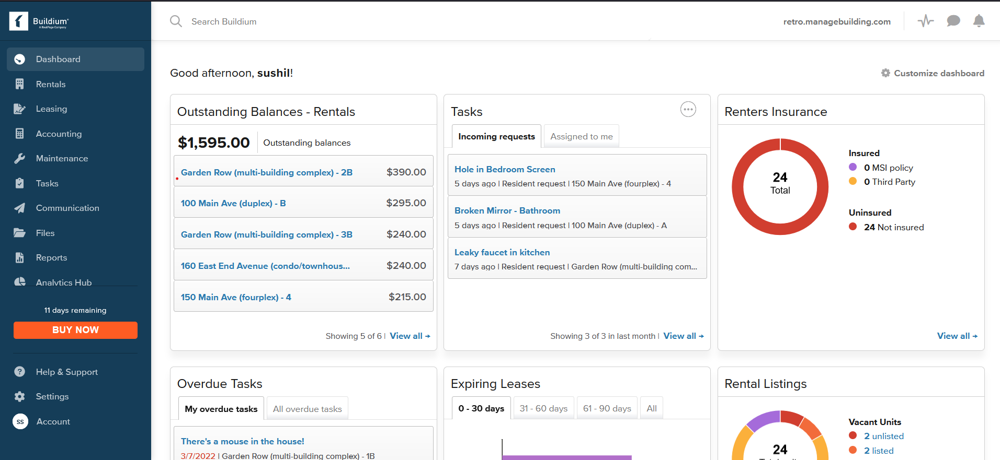 Buildium®
A RealPage Company
Search Buildium
retro.managebuilding.com
Dashboard
Rentals
Leasing
Accounting
Maintenance
Tasks
Communication
Files
Reports
Analytics Hub
11 days remaining
BUY NOW
Help & Support
Settings
SS
Account
Good afternoon, sushil!
Customize dashboard
Outstanding Balances - Rentals
$1,595.00 Outstanding balances
Garden Row (multi-building complex) - 2B $390.00
100 Main Ave (duplex) - B $295.00
Garden Row (multi-building complex) - 3B $240.00
160 East End Avenue (condo/townhous... $240.00
150 Main Ave (fourplex) - 4 $215.00
Showing 5 of 6 | View all →
Tasks
Incoming requests Assigned to me
Hole in Bedroom Screen
5 days ago | Resident request | 150 Main Ave (fourplex) - 4
Broken Mirror - Bathroom
5 days ago | Resident request | 100 Main Ave (duplex) - A
Leaky faucet in kitchen
7 days ago | Resident request | Garden Row (multi-building com...
Showing 3 of 3 in last month | View all →
Renters Insurance
24
Total
Insured
0 MSI policy
0 Third Party
Uninsured
24 Not insured
View all →
Overdue Tasks
My overdue tasks All overdue tasks
There's a mouse in the house!
3/7/2022 | Garden Row (multi-building complex) - 1B
Expiring Leases
0 - 30 days 31 - 60 days 61 - 90 days All
Rental Listings
24
Vacant Units
2 unlisted
2 listed